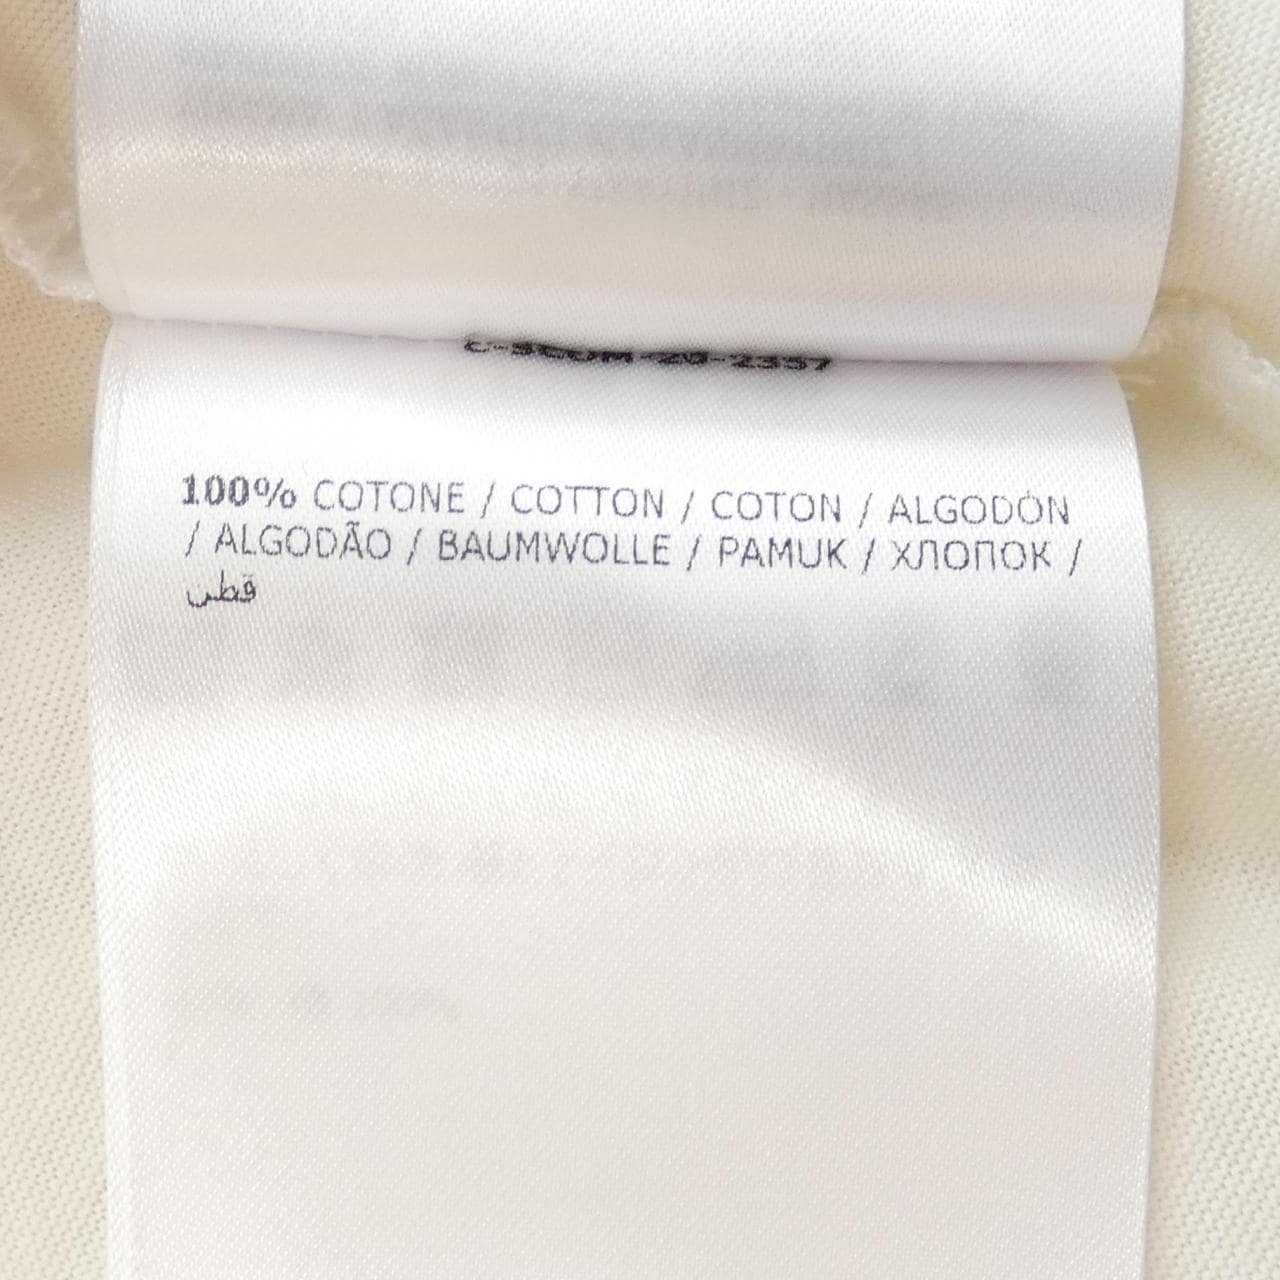 100% COTONE / COTTON / COTON / ALGODÓN
/ ALGODÃO / BAUMWOLLE / PAMUK / ХЛОПОК /
قطن